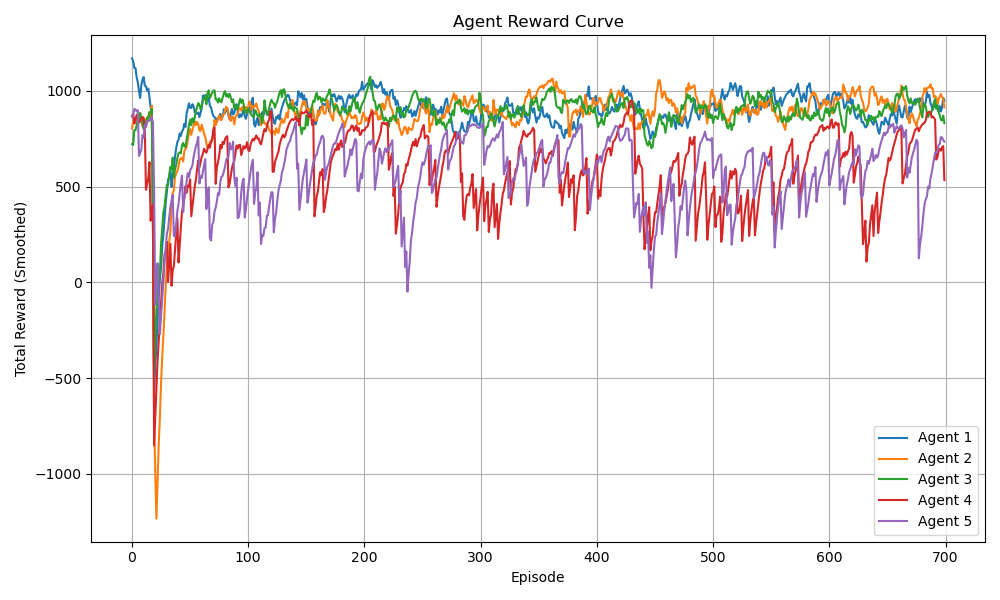 Agent Reward Curve
Total Reward (Smoothed)
1000
500
0
−500
−1000
0 100 200 300 400 500 600 700
Episode
Agent 1
Agent 2
Agent 3
Agent 4
Agent 5